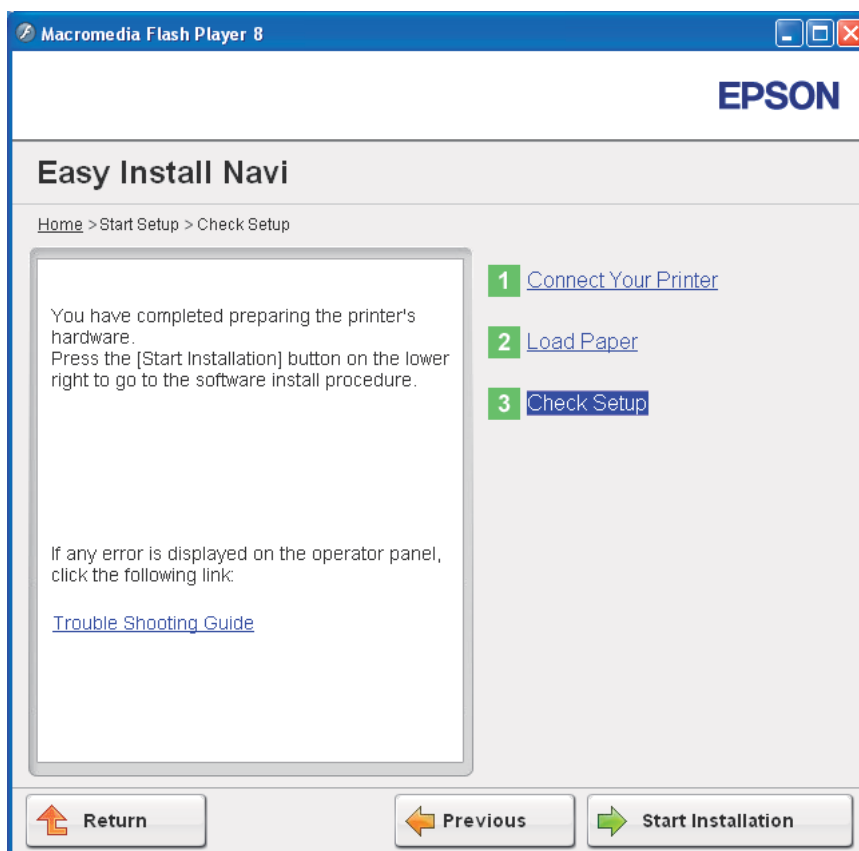 Macromedia Flash Player 8
EPSON
Easy Install Navi
Home > Start Setup > Check Setup
You have completed preparing the printer's
hardware.
Press the [Start Installation] button on the lower
right to go to the software install procedure.
If any error is displayed on the operator panel,
click the following link:
Trouble Shooting Guide
1 Connect Your Printer
2 Load Paper
3 Check Setup
Return
Previous
Start Installation